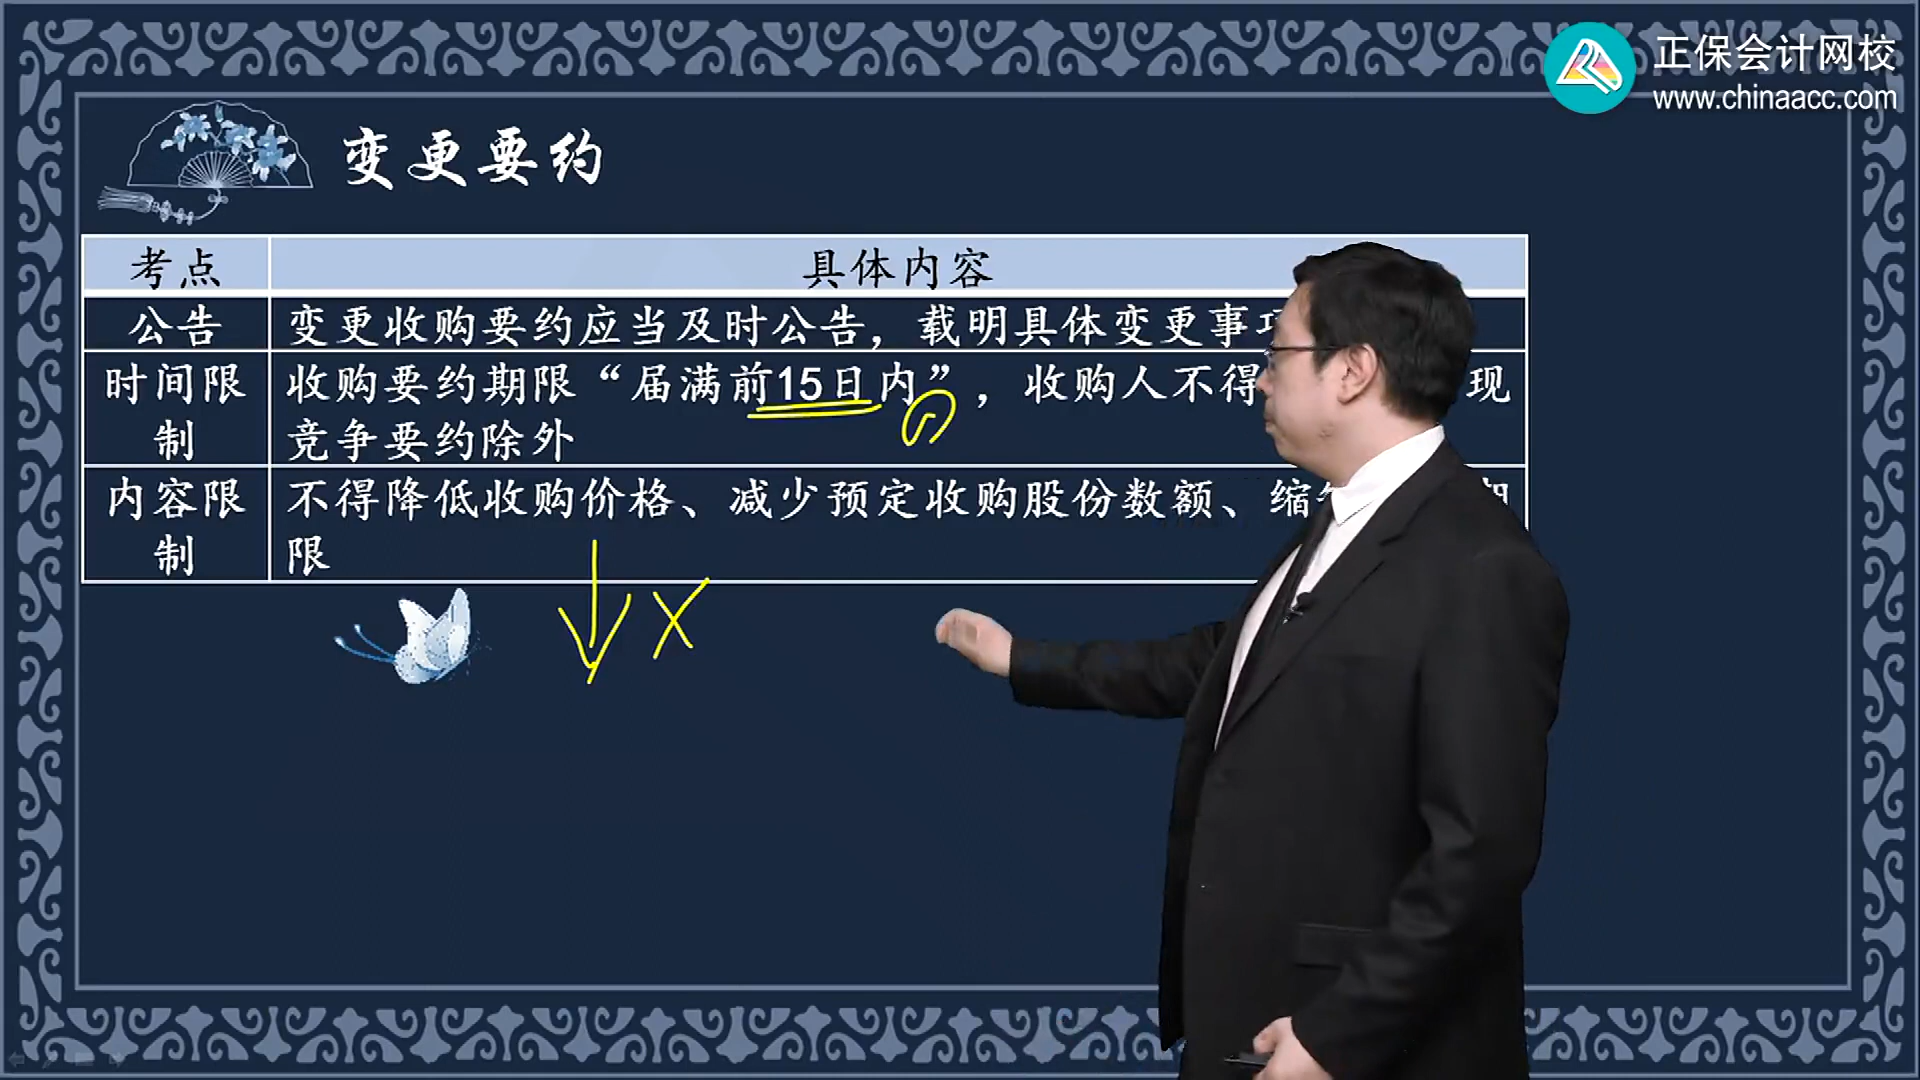 正保会计网校
www.chinaacc.com
变更要约
考点
具体内容
公告
变更收购要约应当及时公告，载明具体变更事
时间限制
收购要约期限“届满前15日内”，收购人不得 现
竞争要约除外
内容限制
不得降低收购价格、减少预定收购股份数额、缩
限